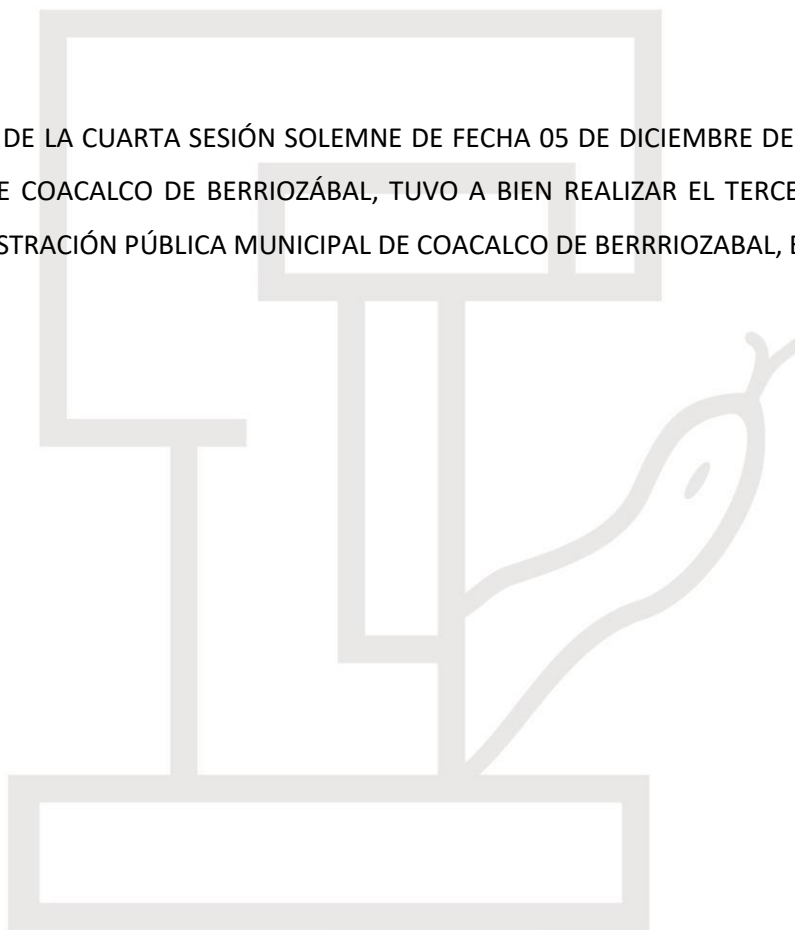 DE LA CUARTA SESIÓN SOLEMNE DE FECHA 05 DE DICIEMBRE DE
E COACALCO DE BERRIOZÁBAL, TUVO A BIEN REALIZAR EL TERCE
STRACIÓN PÚBLICA MUNICIPAL DE COACALCO DE BERRRIOZABAL, E